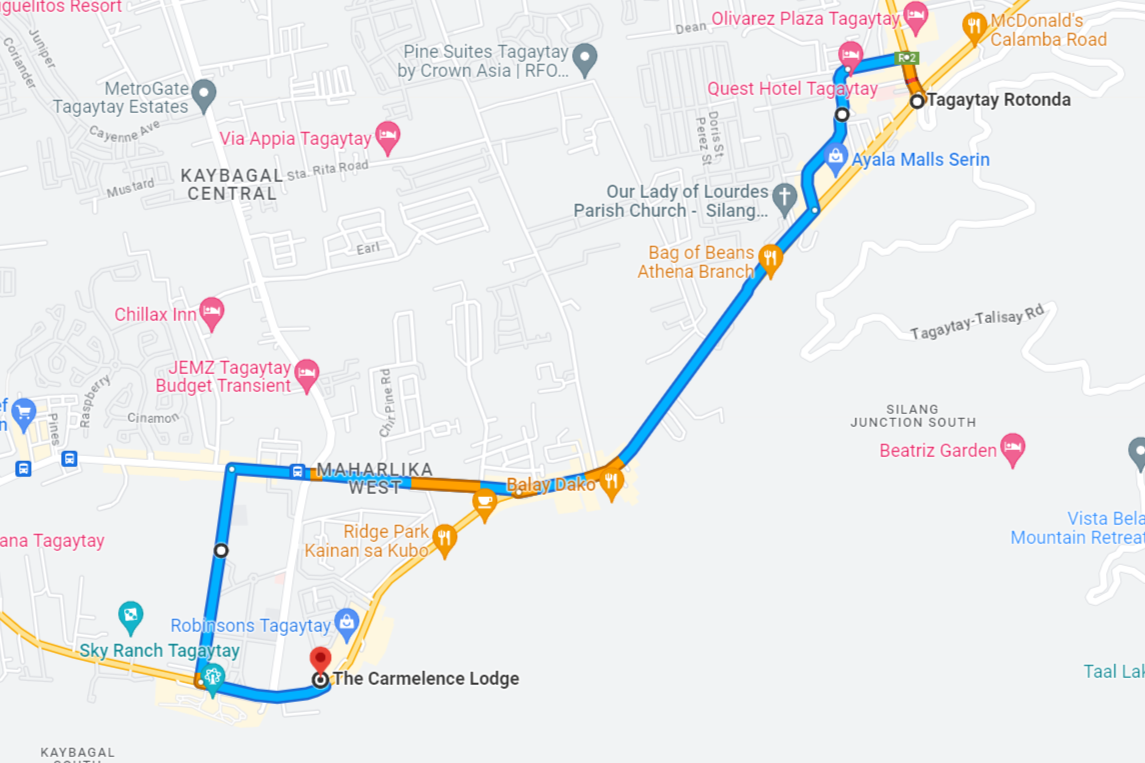 guelitos Resort
Juniper
Coriander
Dean
Olivarez Plaza Tagaytay
McDonald's
Calamba Road
Pine Suites Tagaytay
by Crown Asia | RFO...
MetroGate
Tagaytay Estates
Quest Hotel Tagaytay
Tagaytay Rotonda
Cayenne Ave
Via Appia Tagaytay
Doris St
Perez St
Ayala Malls Serin
Sta. Rita Road
KAYBAGAL
CENTRAL
Mustard
Our Lady of Lourdes
Parish Church - Silang...
Earl
Bag of Beans
Athena Branch
Chillax Inn
Tagaytay-Talisay Rd
JEMZ Tagaytay
Budget Transient
Raspberry
Cinamon
Pines
Chir Pine Rd
SILANG
JUNCTION SOUTH
Beatriz Garden
MAHARLIKA
WEST
Balay Dako
Ridge Park
Kainan sa Kubo
ana Tagaytay
Vista Bela
Mountain Retreat
Robinsons Tagaytay
Sky Ranch Tagaytay
The Carmelence Lodge
Taal Lak
KAYBAGAL